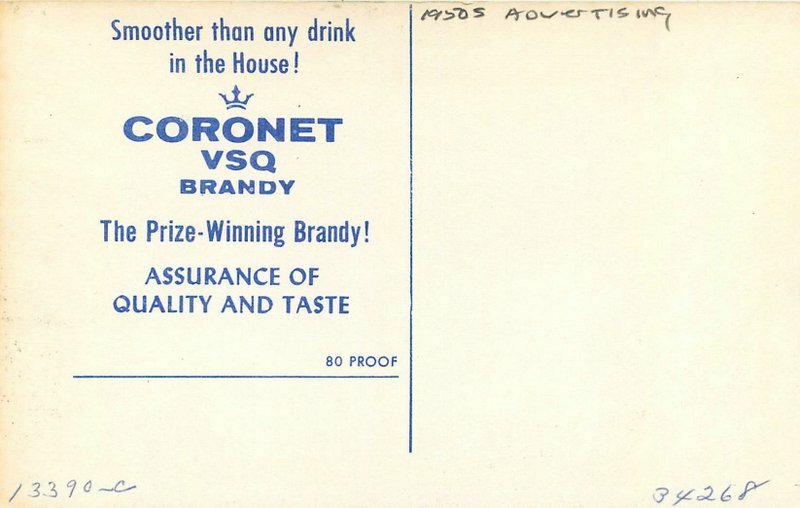 Smoother than any drink
in the House!
CORONET
VSQ
BRANDY
The Prize-Winning Brandy!
ASSURANCE OF
QUALITY AND TASTE
80 PROOF
1950S ADVERTISING
13390-C
34268